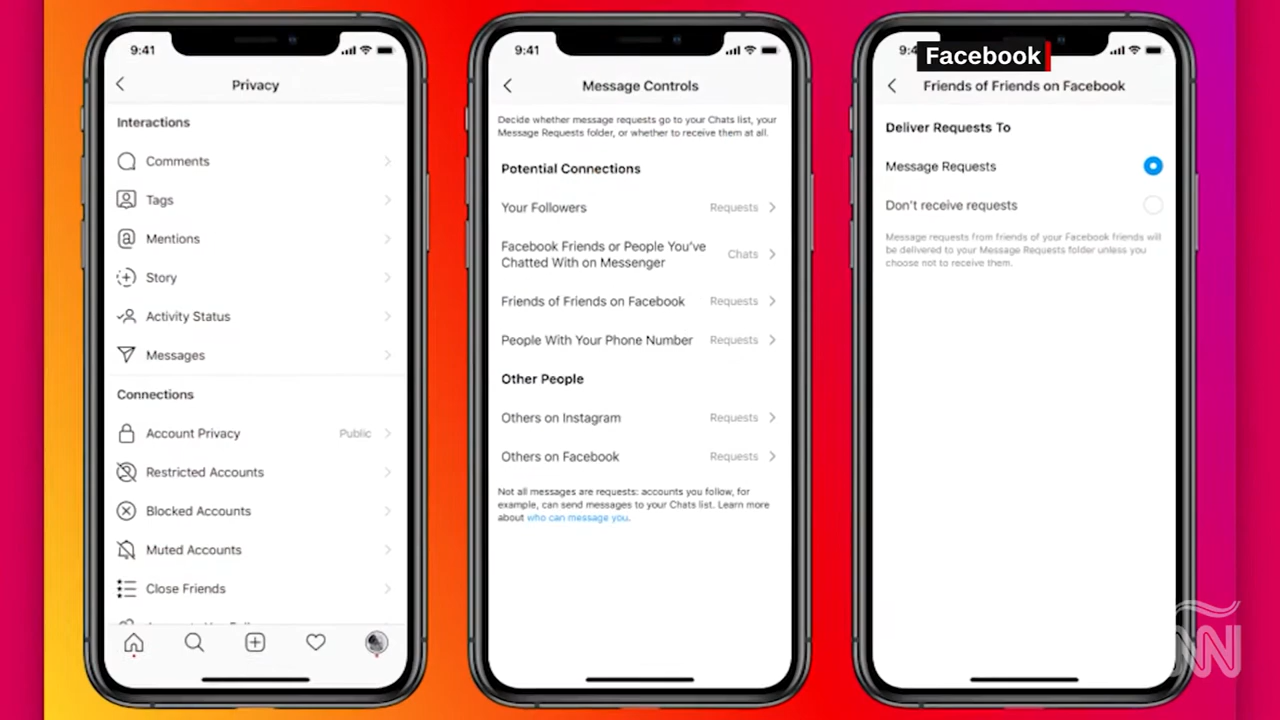 9:41
Privacy
Interactions
Comments
Tags
Mentions
Story
Activity Status
Messages
Connections
Account Privacy Public
Restricted Accounts
Blocked Accounts
Muted Accounts
Close Friends
9:41
Message Controls
Decide whether message requests go to your Chats list, your
Message Requests folder, or whether to receive them all at all.
Potential Connections
Your Followers Requests
Facebook Friends or People You've
Chatted With on Messenger Chats
Friends of Friends on Facebook Requests
People With Your Phone Number Requests
Other People
Others on Instagram Requests
Others on Facebook Requests
Not all messages are requests: accounts you follow, for
example, can send messages to your Chats list. Learn more
about who can message you.
Facebook
Friends of Friends on Facebook
Deliver Requests To
Message Requests
Don't receive requests
Message requests from friends of your Facebook friends will
be delivered to your Message Requests folder unless you
choose not to receive them.
CNN